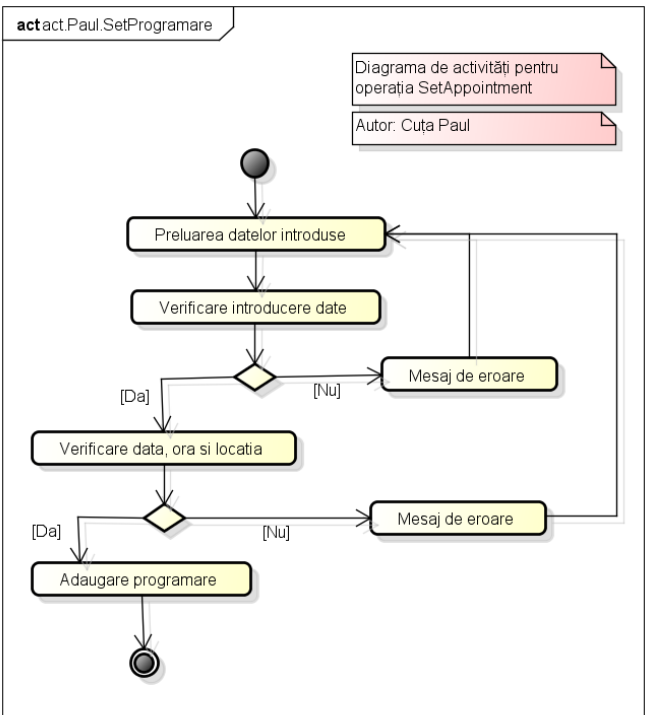 act act.Paul.SetProgramare
Diagrama de activități pentru
operația SetAppointment
Autor: Cuța Paul
Preluarea datelor introduse
Verificare introducere date
[Da]
[Nu]
Mesaj de eroare
Verificare data, ora si locatia
[Da]
[Nu]
Mesaj de eroare
Adaugare programare